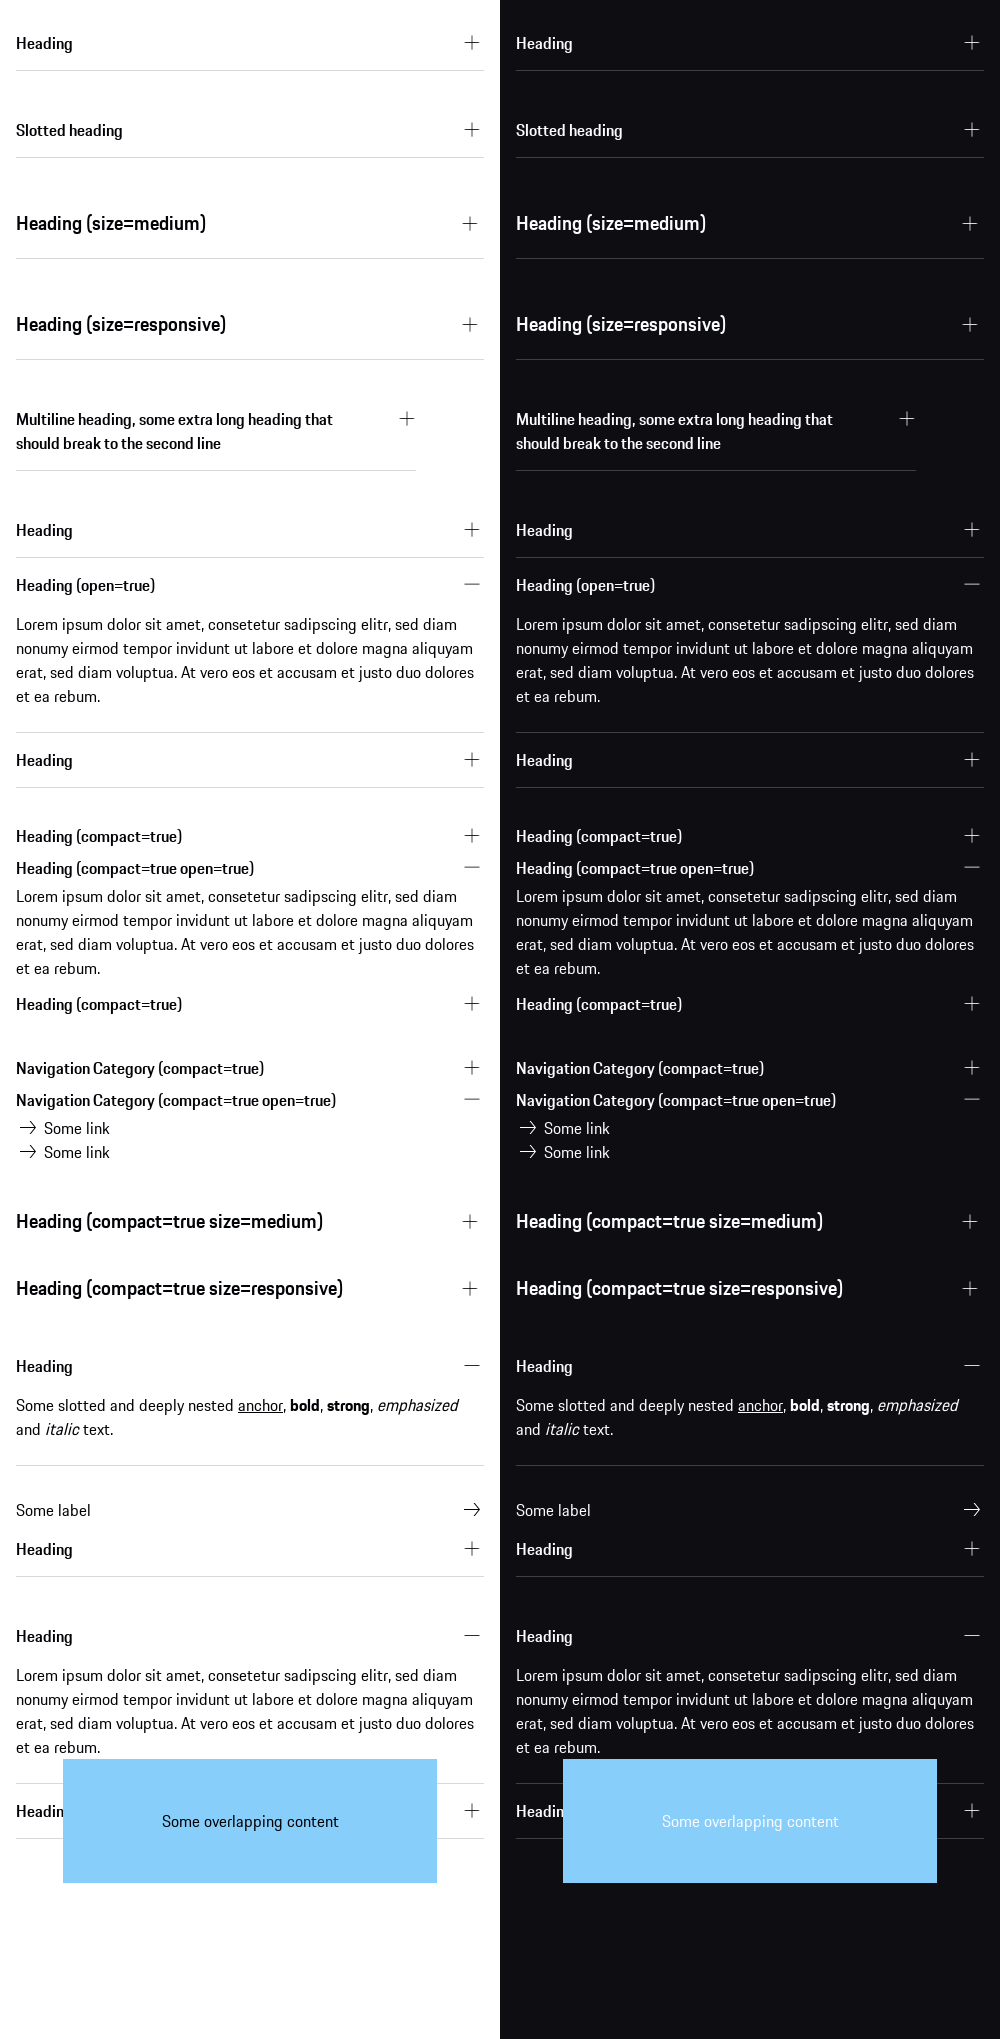 Heading
Slotted heading
Heading (size=medium)
Heading (size=responsive)
Multiline heading, some extra long heading that
should break to the second line
Heading
Heading (open=true)
Lorem ipsum dolor sit amet, consetetur sadipscing elitr, sed diam
nonumy eirmod tempor invidunt ut labore et dolore magna aliquyam
erat, sed diam voluptua. At vero eos et accusam et justo duo dolores
et ea rebum.
Heading
Heading (compact=true)
Heading (compact=true open=true)
Lorem ipsum dolor sit amet, consetetur sadipscing elitr, sed diam
nonumy eirmod tempor invidunt ut labore et dolore magna aliquyam
erat, sed diam voluptua. At vero eos et accusam et justo duo dolores
et ea rebum.
Heading (compact=true)
Navigation Category (compact=true)
Navigation Category (compact=true open=true)
Some link
Some link
Heading (compact=true size=medium)
Heading (compact=true size=responsive)
Heading
Some slotted and deeply nested anchor, bold, strong, emphasized
and italic text.
Some label
Heading
Heading
Lorem ipsum dolor sit amet, consetetur sadipscing elitr, sed diam
nonumy eirmod tempor invidunt ut labore et dolore magna aliquyam
erat, sed diam voluptua. At vero eos et accusam et justo duo dolores
et ea rebum.
Headin
Some overlapping content
Heading
Slotted heading
Heading (size=medium)
Heading (size=responsive)
Multiline heading, some extra long heading that
should break to the second line
Heading
Heading (open=true)
Lorem ipsum dolor sit amet, consetetur sadipscing elitr, sed diam
nonumy eirmod tempor invidunt ut labore et dolore magna aliquyam
erat, sed diam voluptua. At vero eos et accusam et justo duo dolores
et ea rebum.
Heading
Heading (compact=true)
Heading (compact=true open=true)
Lorem ipsum dolor sit amet, consetetur sadipscing elitr, sed diam
nonumy eirmod tempor invidunt ut labore et dolore magna aliquyam
erat, sed diam voluptua. At vero eos et accusam et justo duo dolores
et ea rebum.
Heading (compact=true)
Navigation Category (compact=true)
Navigation Category (compact=true open=true)
Some link
Some link
Heading (compact=true size=medium)
Heading (compact=true size=responsive)
Heading
Some slotted and deeply nested anchor, bold, strong, emphasized
and italic text.
Some label
Heading
Heading
Lorem ipsum dolor sit amet, consetetur sadipscing elitr, sed diam
nonumy eirmod tempor invidunt ut labore et dolore magna aliquyam
erat, sed diam voluptua. At vero eos et accusam et justo duo dolores
et ea rebum.
Headin
Some overlapping content